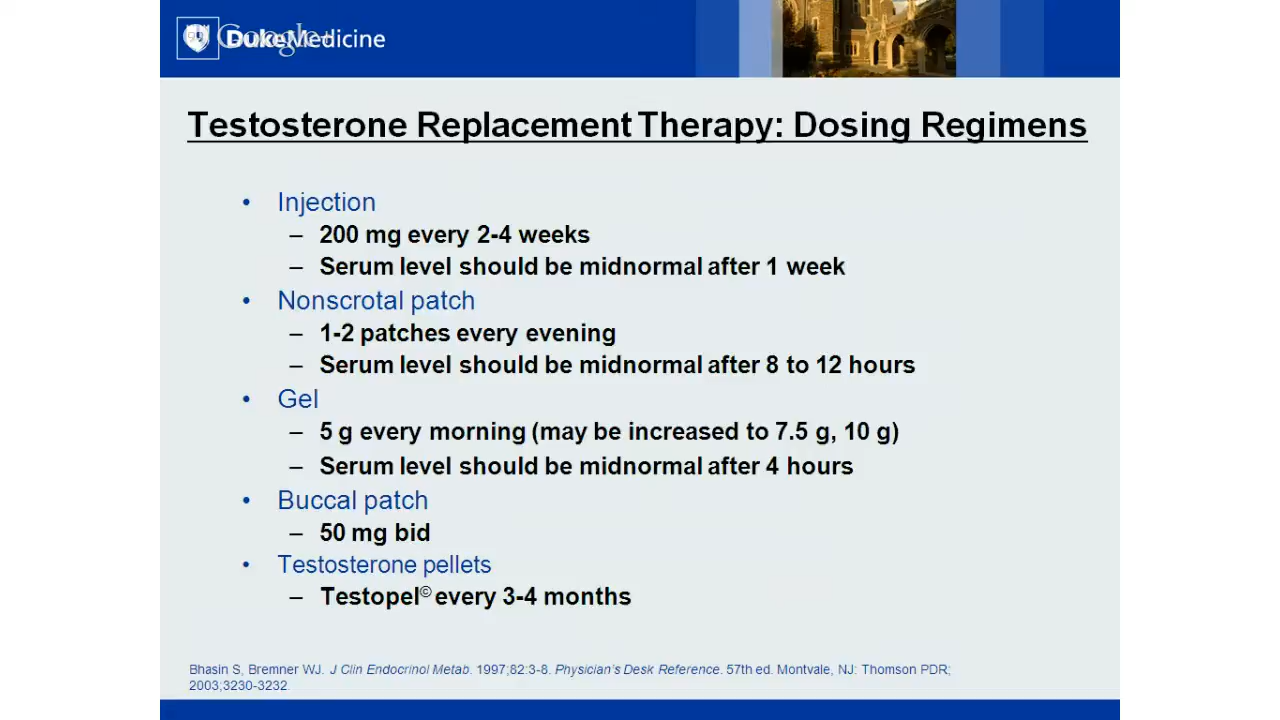 Google+
DukeMedicine
Testosterone Replacement Therapy: Dosing Regimens
• Injection
– 200 mg every 2-4 weeks
– Serum level should be midnormal after 1 week
• Nonscrotal patch
– 1-2 patches every evening
– Serum level should be midnormal after 8 to 12 hours
• Gel
– 5 g every morning (may be increased to 7.5 g, 10 g)
– Serum level should be midnormal after 4 hours
• Buccal patch
– 50 mg bid
• Testosterone pellets
– Testopel© every 3-4 months
Bhasin S, Bremner WJ. J Clin Endocrinol Metab. 1997;82:3-8. Physician's Desk Reference. 57th ed. Montvale, NJ: Thomson PDR;
2003;3230-3232.